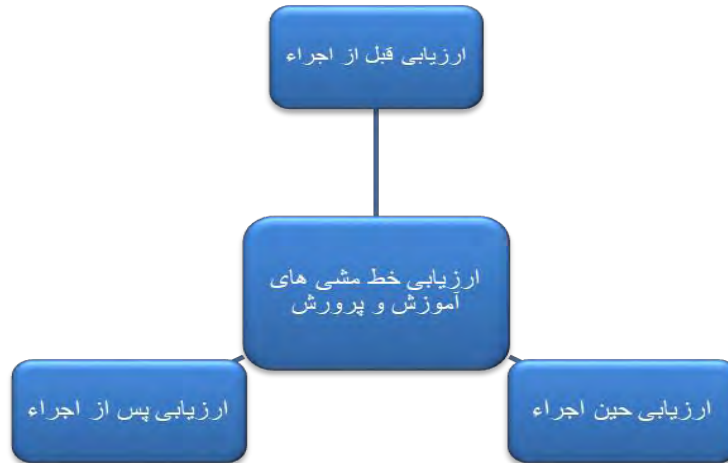 ارزیابی قبل از اجراء
ارزیابی خط مشی های
آموزش و پرورش
ارزیابی حین اجراء
ارزیابی پس از اجراء